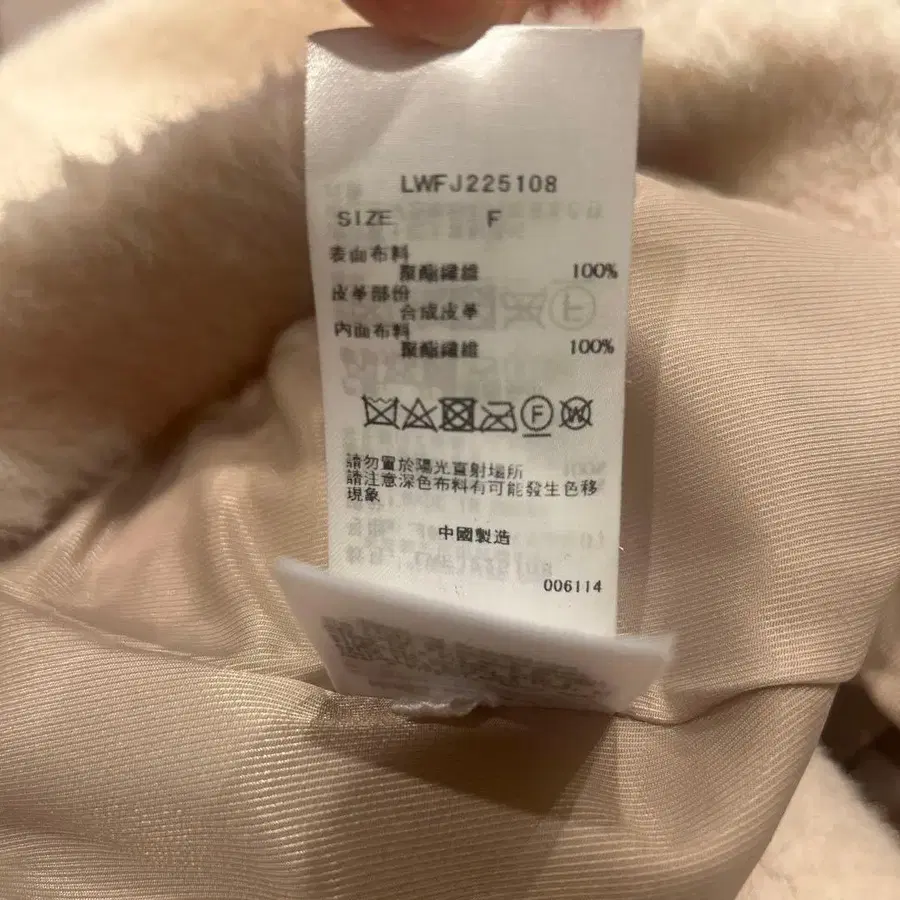 LWFJ225108
SIZE F
表面布料
聚酯纖維 100%
皮革部份
合成皮革
內面布料
聚酯纖維 100%
F W
請勿置於陽光直射場所
請注意深色布料有可能發生色移
現象
中國製造
006114